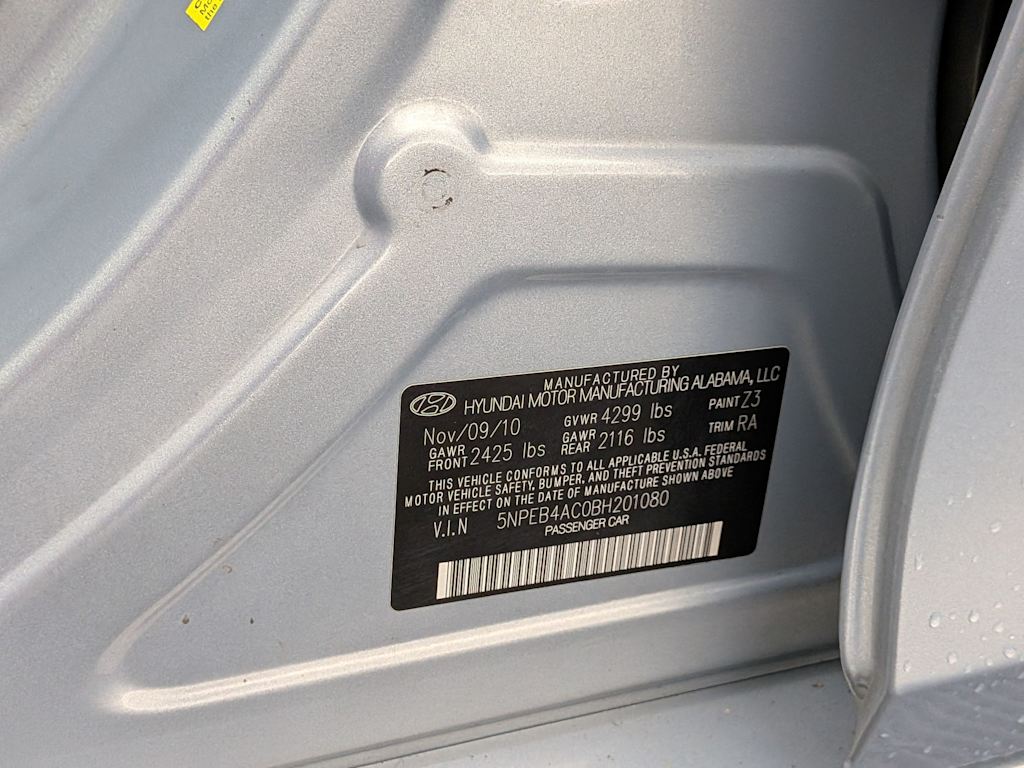 the
MANUFACTURED BY
HYUNDAI MOTOR MANUFACTURING ALABAMA, LLC
Nov/09/10 GVWR 4299 lbs PAINT Z3
GAWR FRONT 2425 lbs GAWR REAR 2116 lbs TRIM RA
THIS VEHICLE CONFORMS TO ALL APPLICABLE U.S.A. FEDERAL
MOTOR VEHICLE SAFETY, BUMPER, AND THEFT PREVENTION STANDARDS
IN EFFECT ON THE DATE OF MANUFACTURE SHOWN ABOVE
V.I.N 5NPEB4AC0BH201080
PASSENGER CAR